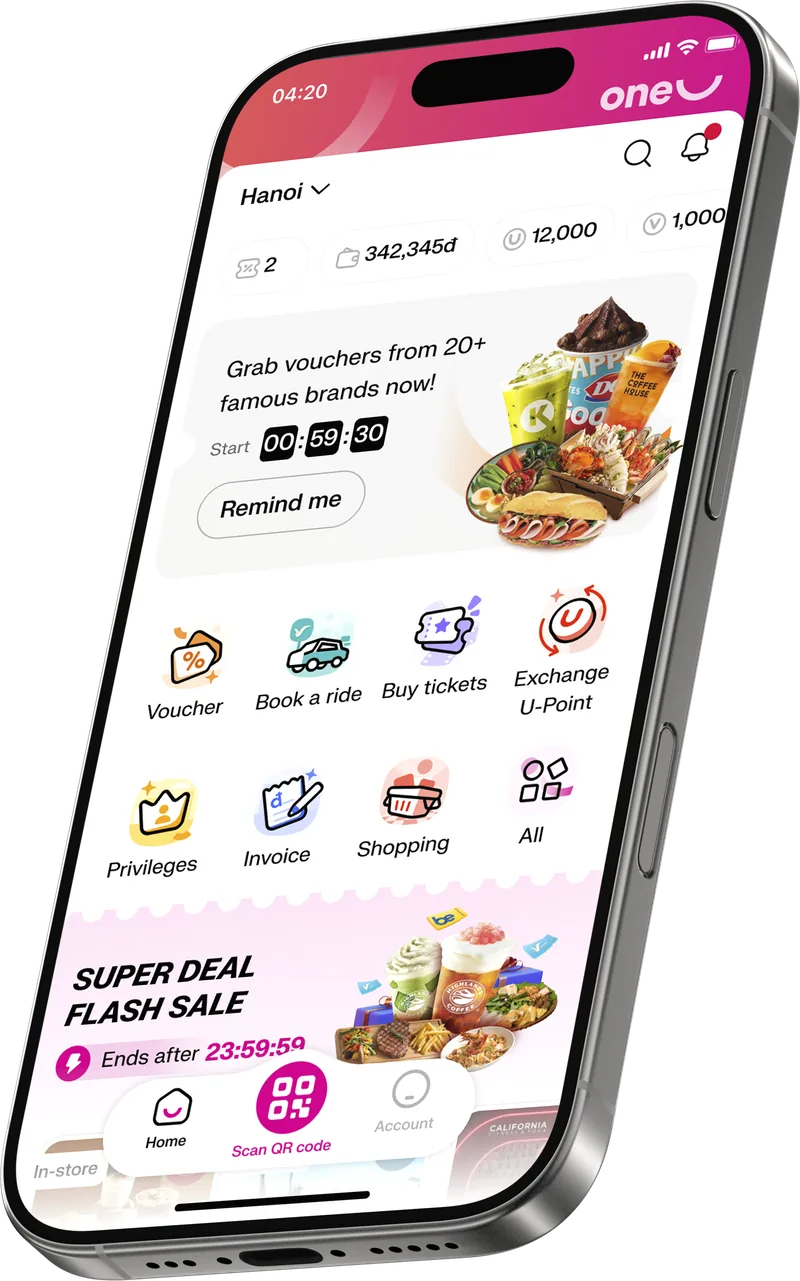 04:20
oneU
Hanoi
2
342,345đ
12,000
1,000
Grab vouchers from 20+
famous brands now!
Start 00:59:30
Remind me
K
DQ
THE
COFFEE
HOUSE
%
Voucher
Book a ride
Buy tickets
Exchange
U-Point
đ
Privileges
Invoice
Shopping
All
SUPER DEAL
FLASH SALE
Ends after 23:59:59
be
HIGHLANDS
COFFEE
Home
Scan QR code
Account
In-store
CALIFORNIA